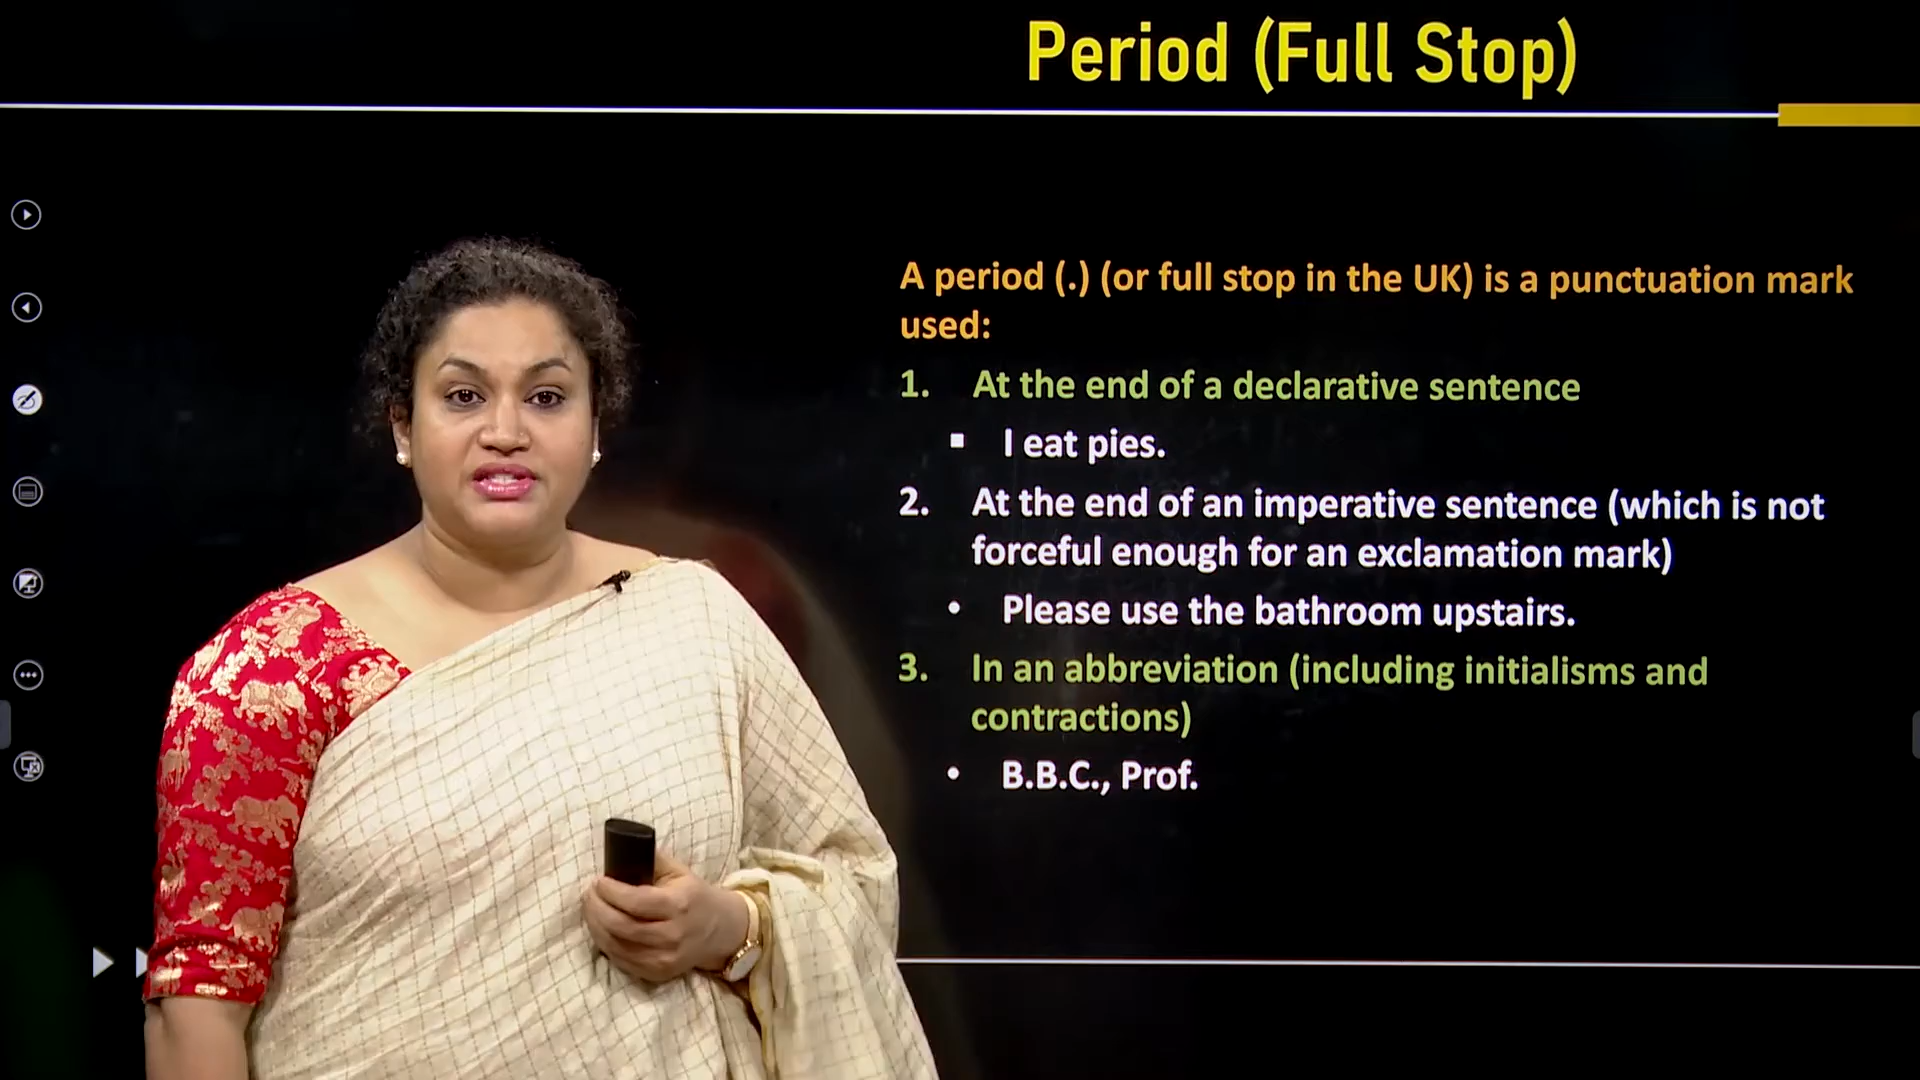 Period (Full Stop)
A period (.) (or full stop in the UK) is a punctuation mark
used:
1. At the end of a declarative sentence
▪ I eat pies.
2. At the end of an imperative sentence (which is not
forceful enough for an exclamation mark)
• Please use the bathroom upstairs.
3. In an abbreviation (including initialisms and
contractions)
• B.B.C., Prof.